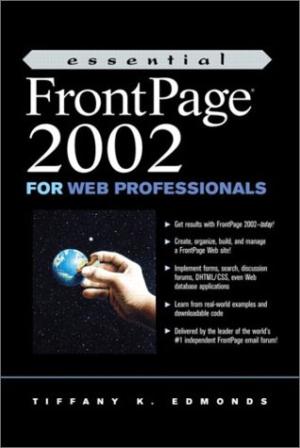 essential
FrontPage®
2002
FOR WEB PROFESSIONALS
Get results with FrontPage 2002–today!
Create, organize, build, and manage
a FrontPage Web site!
Implement forms, search, discussion
forums, DHTML/CSS, even Web
database applications
Learn from real-world examples and
downloadable code
Delivered by the leader of the world's
#1 independent FrontPage email forum!
TIFFANY K. EDMONDS